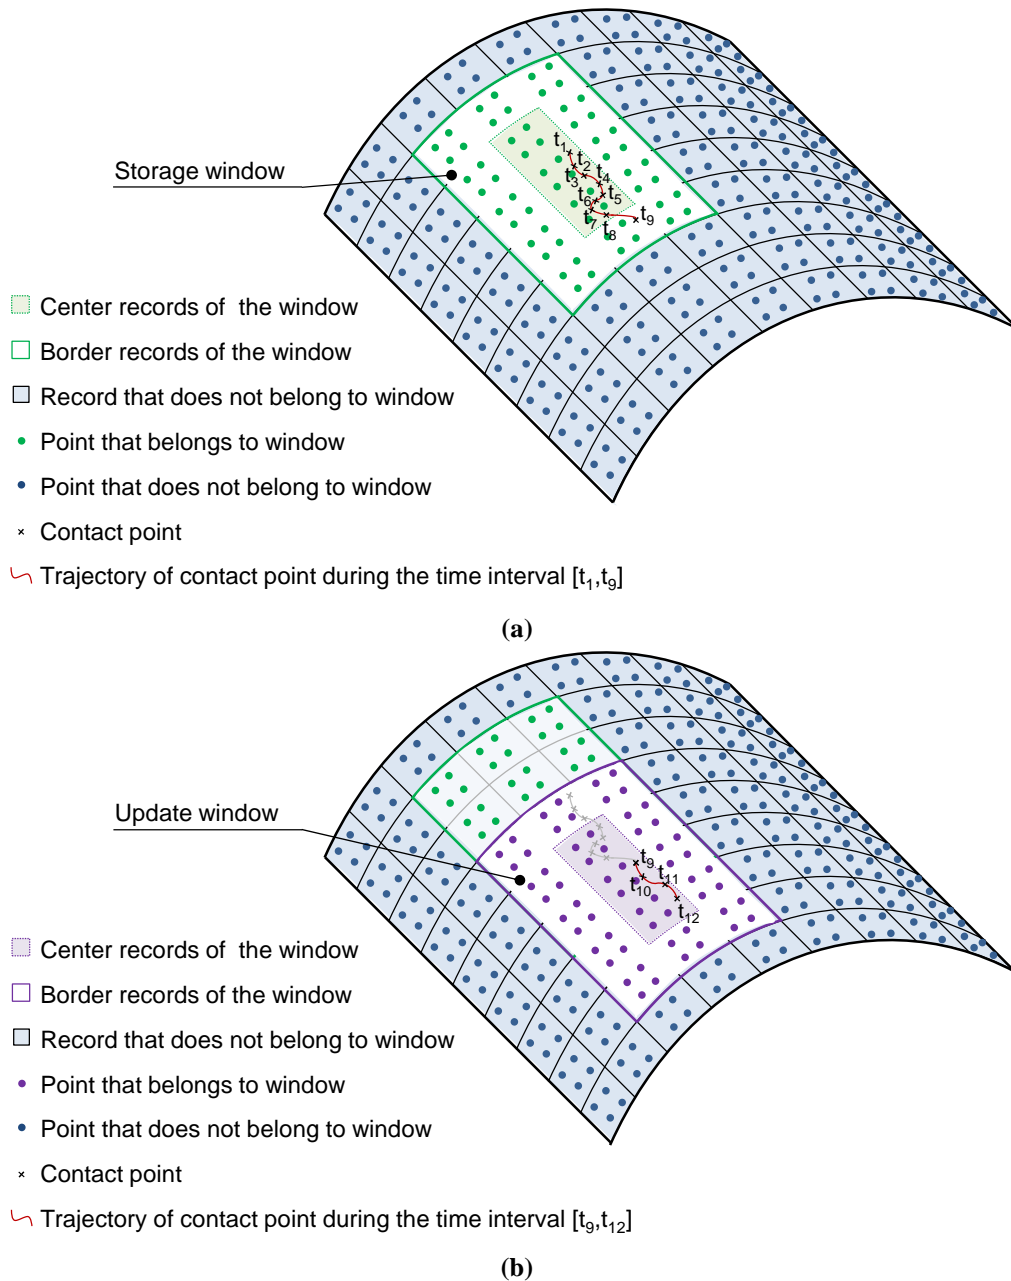 t1
t2
t3
t4
t5
t6
t7
t8
t9
Storage window
Center records of the window
Border records of the window
Record that does not belong to window
Point that belongs to window
Point that does not belong to window
Contact point
Trajectory of contact point during the time interval [t1,t9]
(a)
Update window
t9
t10
t11
t12
Center records of the window
Border records of the window
Record that does not belong to window
Point that belongs to window
Point that does not belong to window
Contact point
Trajectory of contact point during the time interval [t9,t12]
(b)